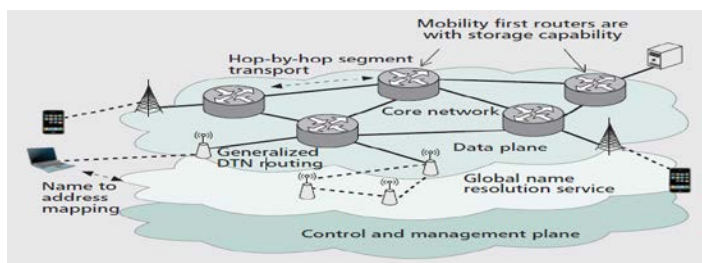 Mobility first routers are
with storage capability
Hop-by-hop segment
transport
Core network
Generalized
DTN routing
Data plane
Name to
address
mapping
Global name
resolution service
Control and management plane